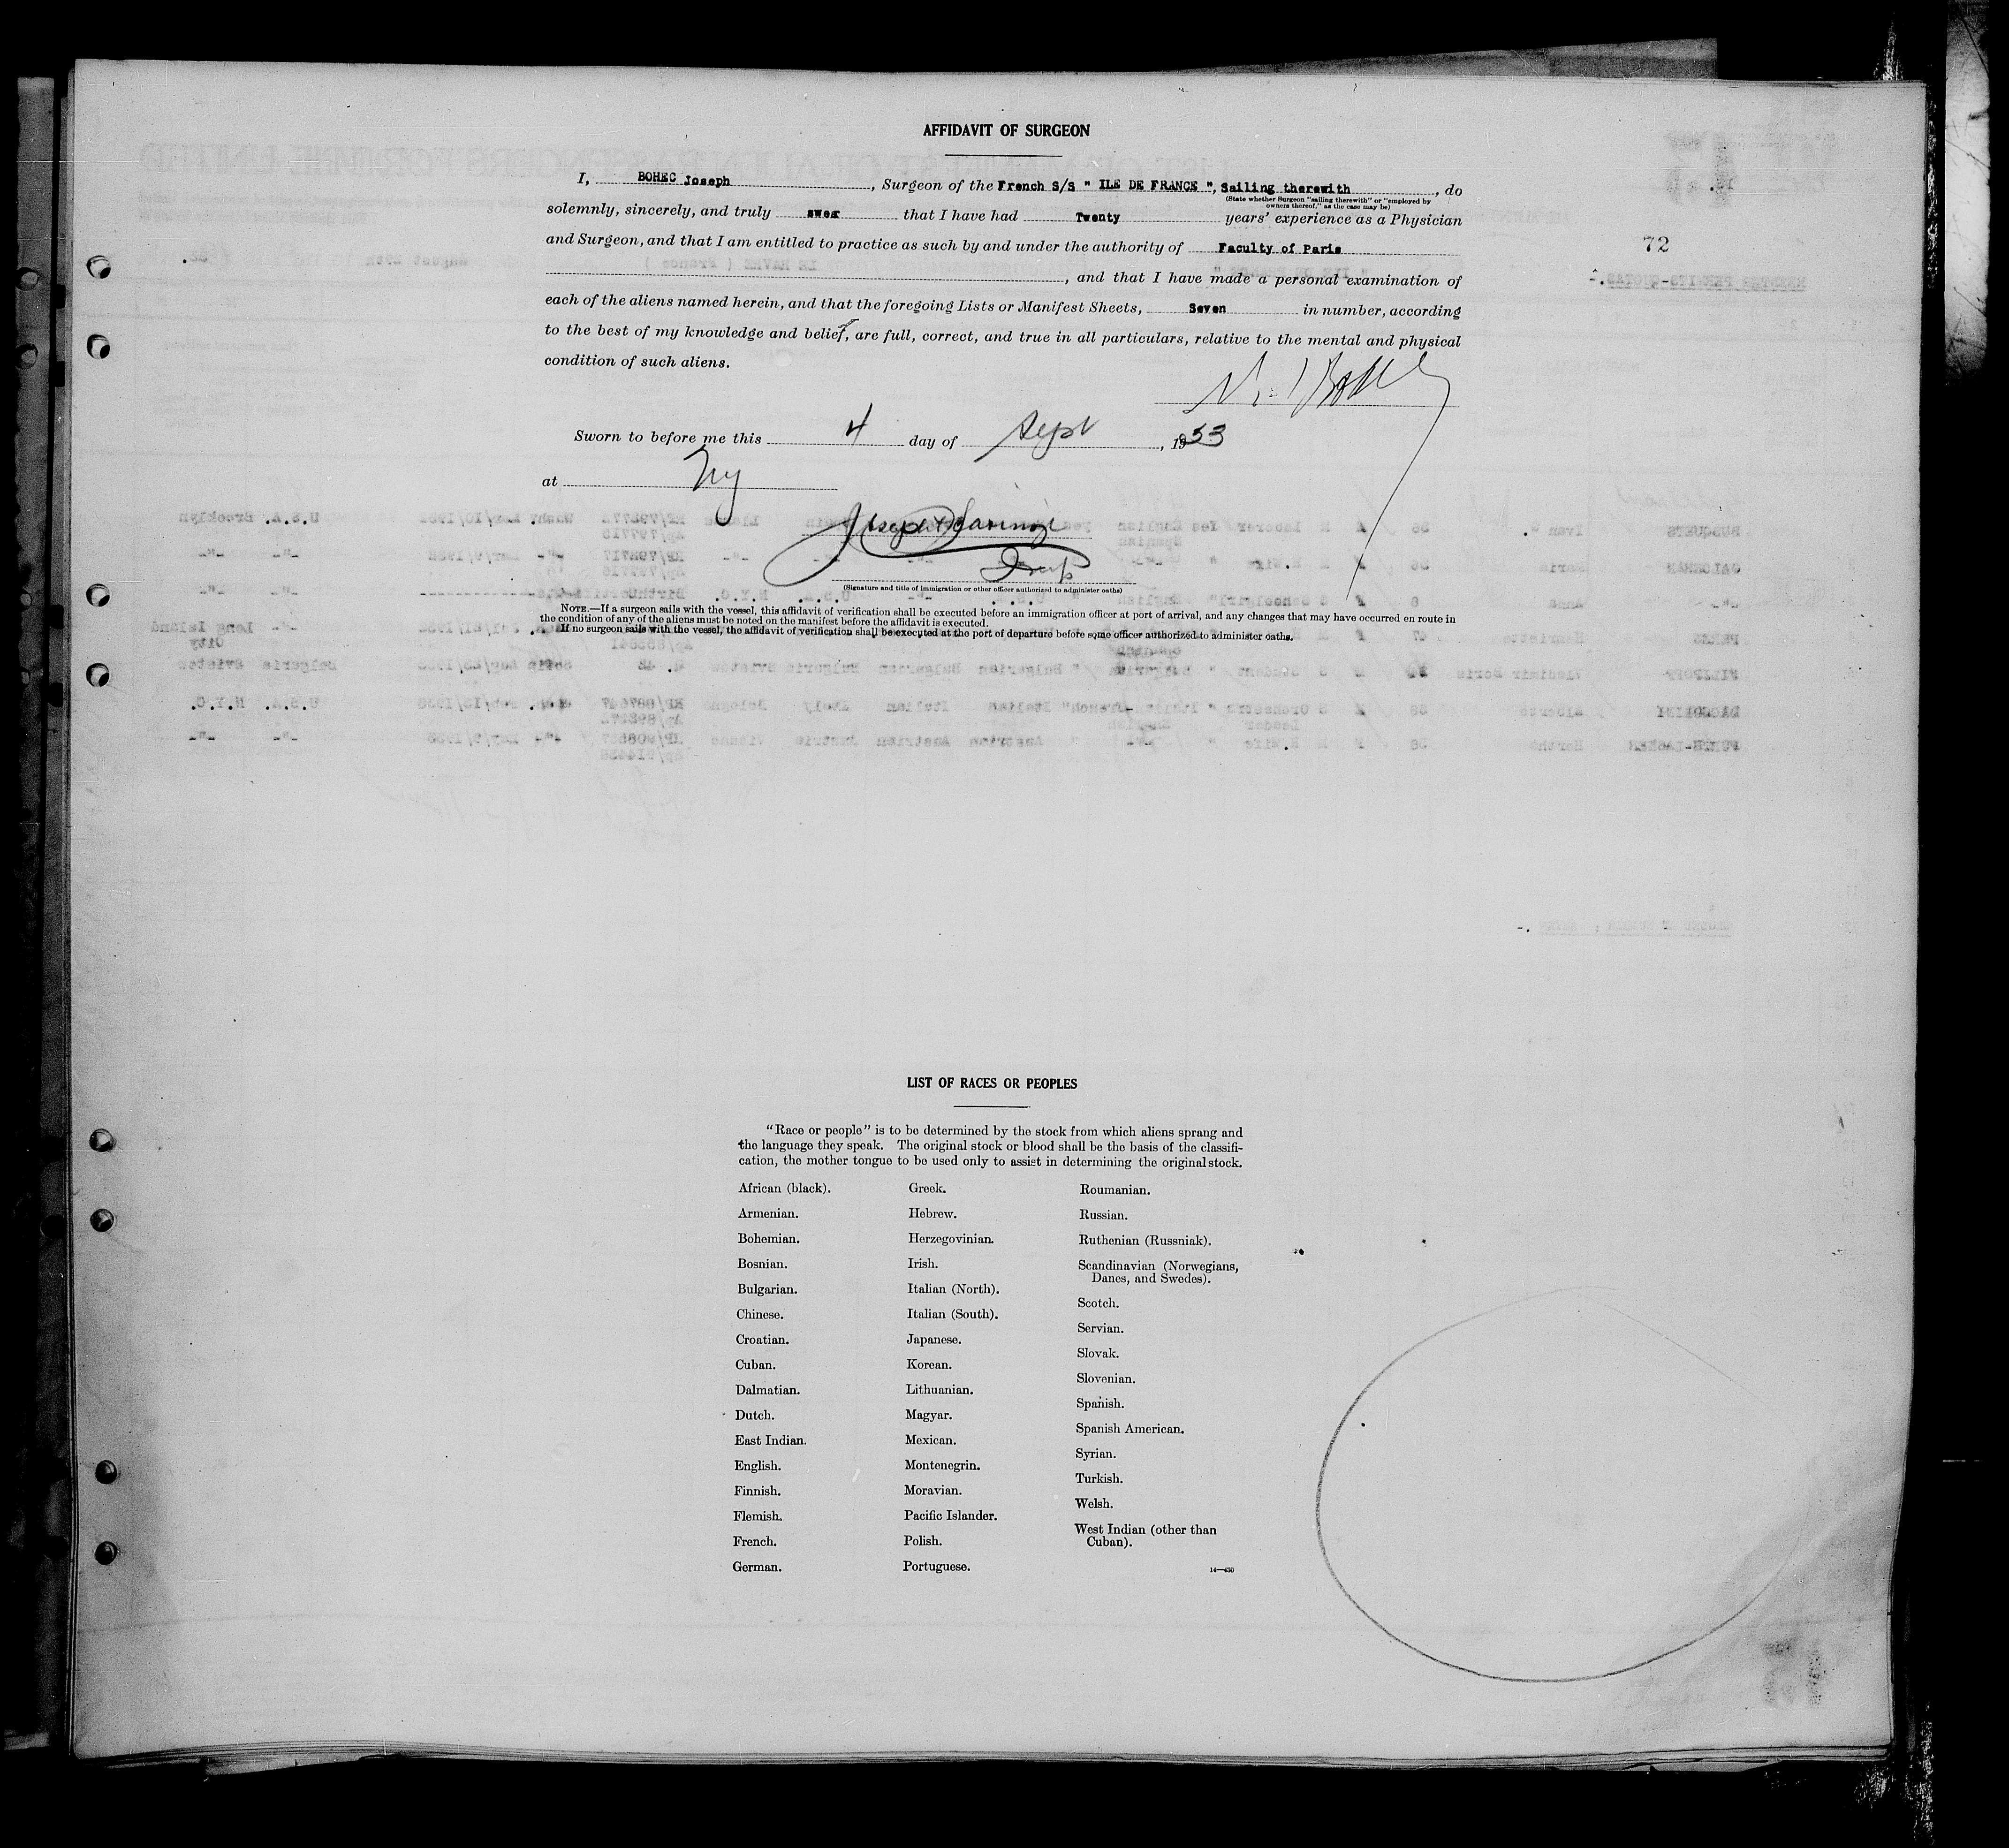 AFFIDAVIT OF SURGEON
I, BOHEC Joseph, Surgeon of the French S/S " ILE DE FRANCE ", Sailing therewith, do
(State whether Surgeon "sailing therewith" or "employed by
owners thereof," as the case may be)
solemnly, sincerely, and truly swear that I have had Twenty years' experience as a Physician
and Surgeon, and that I am entitled to practice as such by and under the authority of Faculty of Paris
72
, and that I have made a personal examination of
each of the aliens named herein, and that the foregoing Lists or Manifest Sheets, Seven in number, according
to the best of my knowledge and belief, are full, correct, and true in all particulars, relative to the mental and physical
condition of such aliens.
Sworn to before me this 4 day of Sept, 1933
at NY
Joseph
(Signature and title of immigration or other officer authorized to administer oaths)
NOTE.—If a surgeon sails with the vessel, this affidavit of verification shall be executed before an immigration officer at port of arrival, and any changes that may have occurred en route in
the condition of any of the aliens must be noted on the manifest before the affidavit is executed.
If no surgeon sails with the vessel, the affidavit of verification shall be executed at the port of departure before some officer authorized to administer oaths.
LIST OF RACES OR PEOPLES
"Race or people" is to be determined by the stock from which aliens sprang and
the language they speak. The original stock or blood shall be the basis of the classifi-
cation, the mother tongue to be used only to assist in determining the original stock.
African (black).
Armenian.
Bohemian.
Bosnian.
Bulgarian.
Chinese.
Croatian.
Cuban.
Dalmatian.
Dutch.
East Indian.
English.
Finnish.
Flemish.
French.
German.
Greek.
Hebrew.
Herzegovinian.
Irish.
Italian (North).
Italian (South).
Japanese.
Korean.
Lithuanian.
Magyar.
Mexican.
Montenegrin.
Moravian.
Pacific Islander.
Polish.
Portuguese.
Roumanian.
Russian.
Ruthenian (Russniak).
Scandinavian (Norwegians,
Danes, and Swedes).
Scotch.
Servian.
Slovak.
Slovenian.
Spanish.
Spanish American.
Syrian.
Turkish.
Welsh.
West Indian (other than
Cuban).
14—430